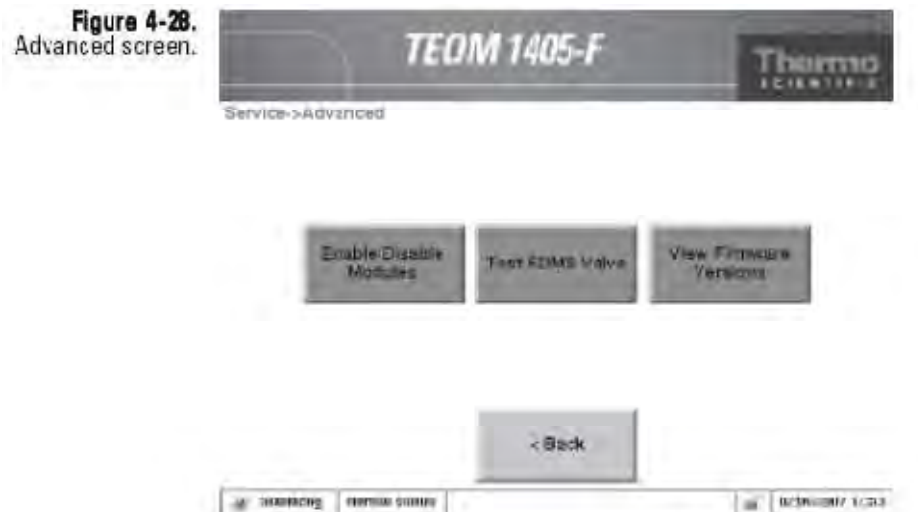 Figure 4-28.
Advanced screen.
TEOM 1405-F
Thermo
SCIENTIFIC
Service->Advanced
Enable/Disable
Modules
Test FDMS Valve
View Firmware
Versions
< Back